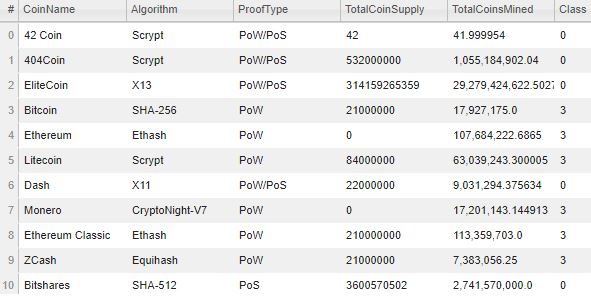 # CoinName Algorithm ProofType TotalCoinSupply TotalCoinsMined Class
0 42 Coin Scrypt PoW/PoS 42 41.999954 0
1 404Coin Scrypt PoW/PoS 532000000 1,055,184,902.04 0
2 EliteCoin X13 PoW/PoS 314159265359 29,279,424,622.5027 0
3 Bitcoin SHA-256 PoW 21000000 17,927,175.0 3
4 Ethereum Ethash PoW 0 107,684,222.6865 3
5 Litecoin Scrypt PoW 84000000 63,039,243.300005 3
6 Dash X11 PoW/PoS 22000000 9,031,294.375634 0
7 Monero CryptoNight-V7 PoW 0 17,201,143.144913 3
8 Ethereum Classic Ethash PoW 210000000 113,359,703.0 3
9 ZCash Equihash PoW 21000000 7,383,056.25 3
10 Bitshares SHA-512 PoS 3600570502 2,741,570,000.0 0